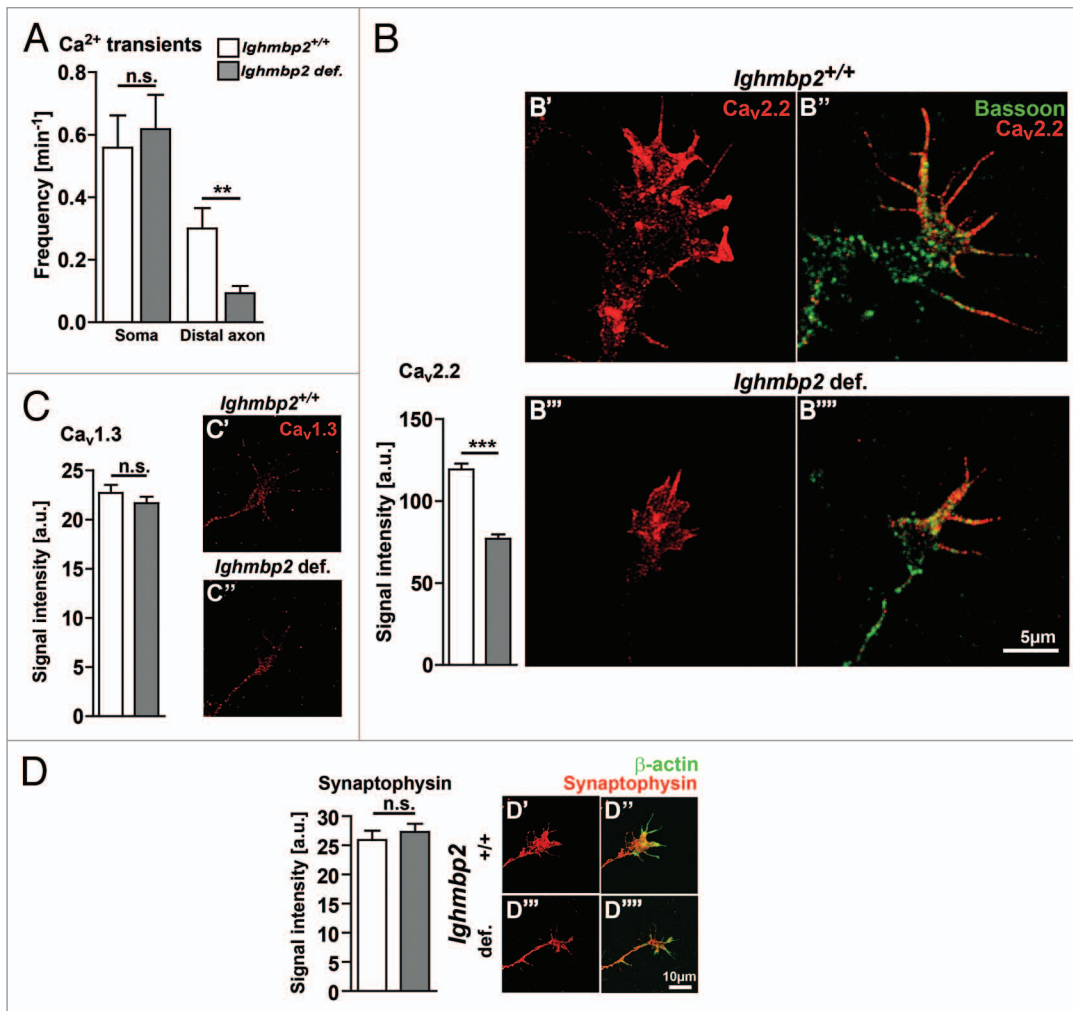 A
Ca²⁺ transients
Ighmbp2⁺/⁺
Ighmbp2 def.
n.s.
**
Frequency [min⁻¹]
0.8
0.6
0.4
0.2
0.0
Soma Distal axon
B
Ighmbp2⁺/⁺
B' Caᵥ2.2
B'' Bassoon
Caᵥ2.2
Ighmbp2 def.
B'''
B''''
5µm
Caᵥ2.2
***
Signal intensity [a.u.]
150
100
50
0
C
Caᵥ1.3
n.s.
Signal intensity [a.u.]
25
20
15
10
5
0
Ighmbp2⁺/⁺
C' Caᵥ1.3
Ighmbp2 def.
C''
D
Synaptophysin
n.s.
Signal intensity [a.u.]
30
25
20
15
10
5
0
β-actin
Synaptophysin
Ighmbp2
+/+
def.
D'
D''
D'''
D''''
10µm